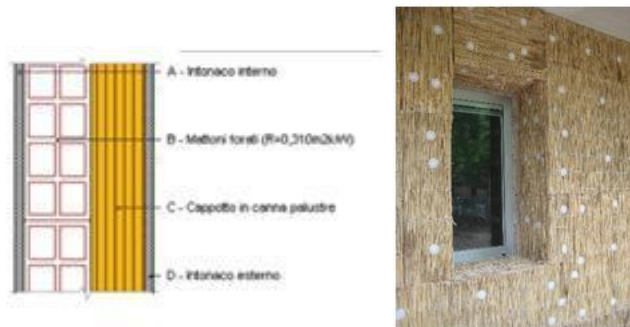 A - Intonaco interno
B - Mattoni forati (R=0,310m2k/W)
C - Cappotto in canna palustre
D - Intonaco esterno